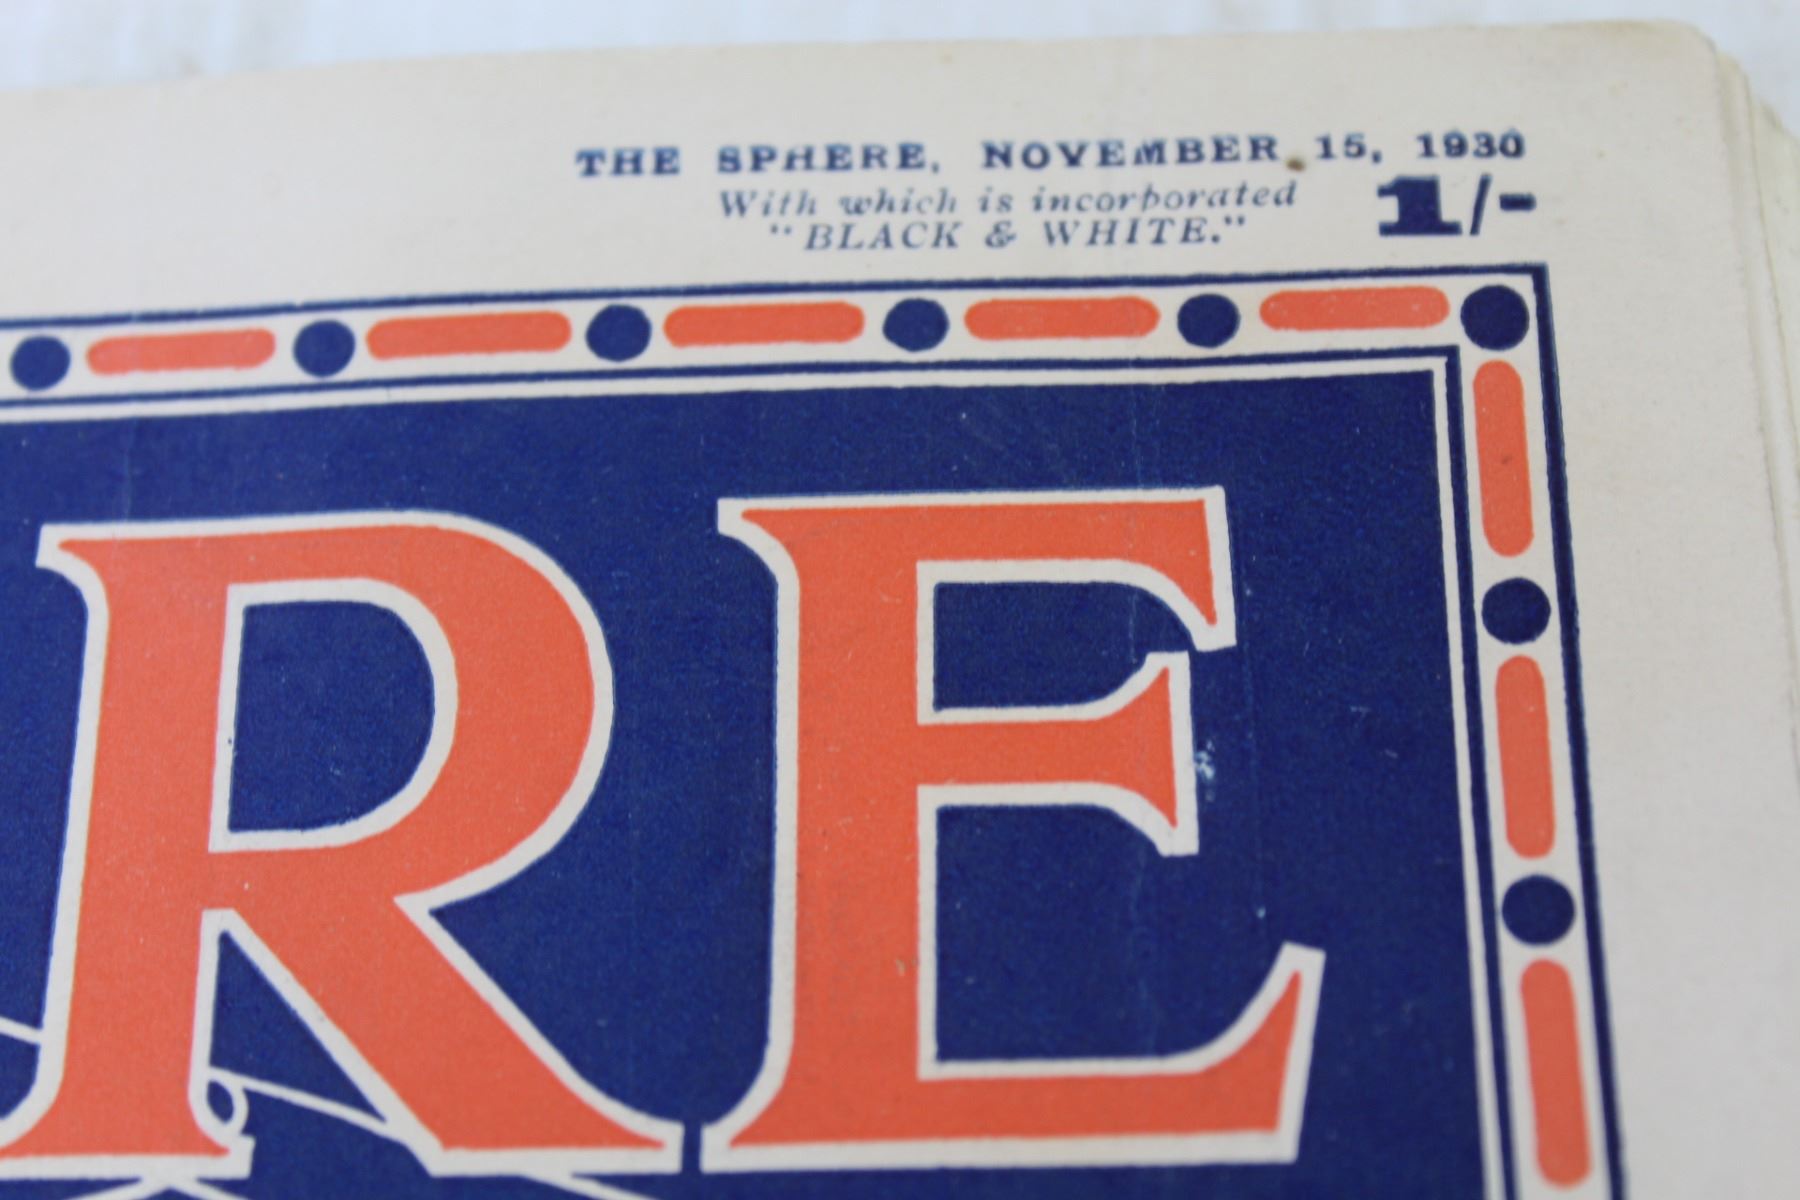 THE SPHERE, NOVEMBER 15, 1930
With which is incorporated
"BLACK & WHITE."
1/-
RE